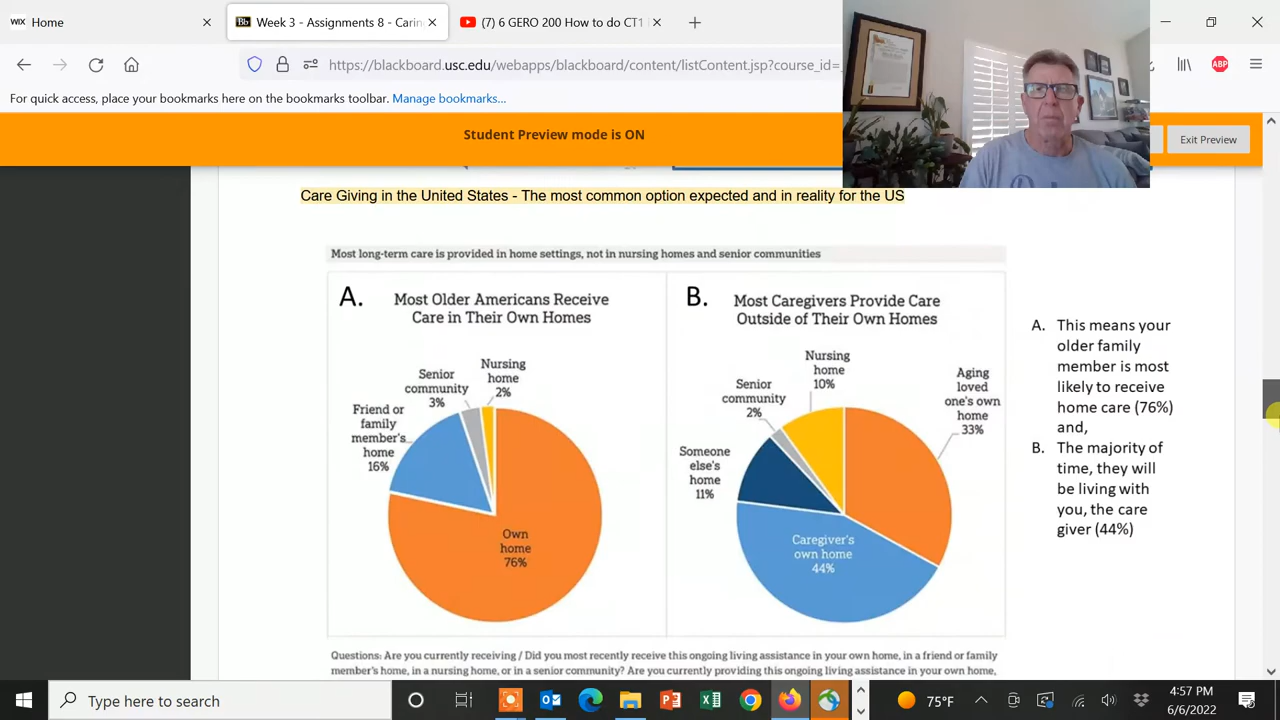 WIX Home
Bb Week 3 - Assignments 8 - Carin
(7) 6 GERO 200 How to do CT1
https://blackboard.usc.edu/webapps/blackboard/content/listContent.jsp?course_id=
ABP
For quick access, place your bookmarks here on the bookmarks toolbar. Manage bookmarks...
Student Preview mode is ON
Exit Preview
Care Giving in the United States - The most common option expected and in reality for the US
Most long-term care is provided in home settings, not in nursing homes and senior communities
A.
Most Older Americans Receive
Care in Their Own Homes
Nursing
home
2%
Senior
community
3%
Friend or
family
member's
home
16%
Own
home
76%
B.
Most Caregivers Provide Care
Outside of Their Own Homes
Nursing
home
10%
Aging
loved
one's own
home
33%
Senior
community
2%
Someone
else's
home
11%
Caregiver's
own home
44%
A. This means your
older family
member is most
likely to receive
home care (76%)
and,
B. The majority of
time, they will
be living with
you, the care
giver (44%)
Questions: Are you currently receiving / Did you most recently receive this ongoing living assistance in your own home, in a friend or family
member's home, in a nursing home, or in a senior community? Are you currently providing this ongoing living assistance in your own home,
Type here to search
75°F
4:57 PM
6/6/2022